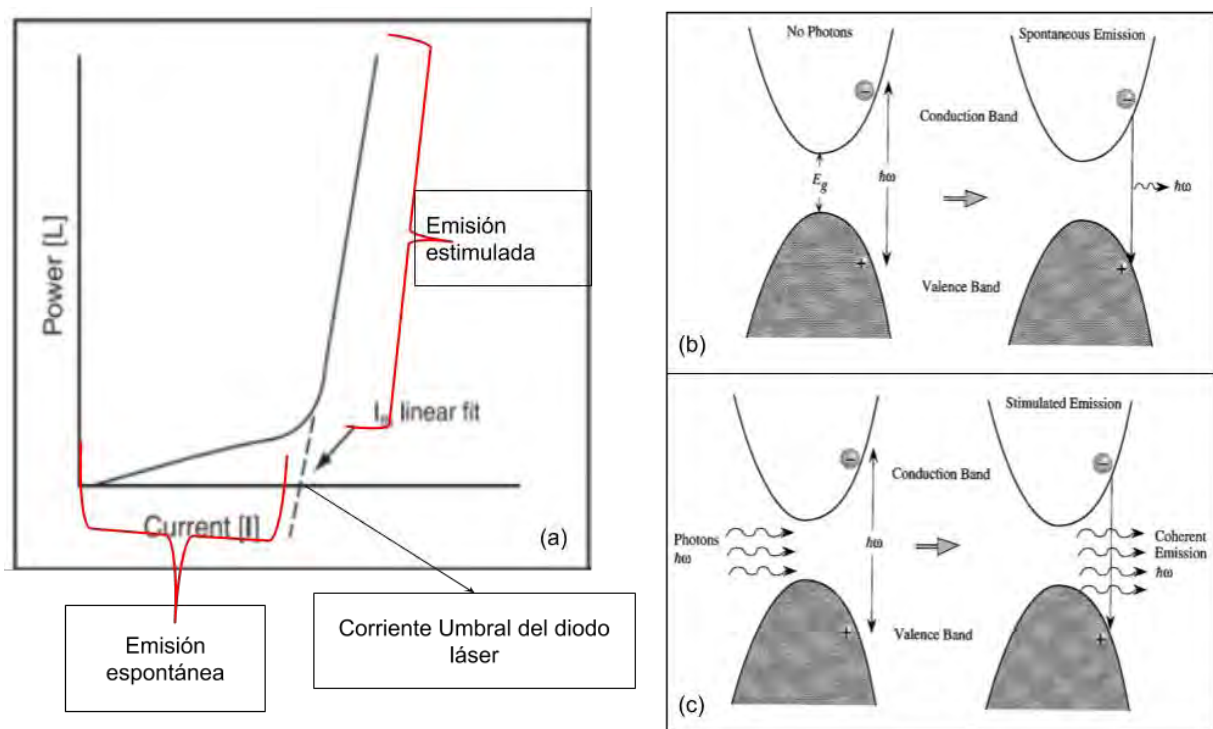 Power [L]
Emisión
estimulada
I_th linear fit
Current [I]
(a)
Emisión
espontánea
Corriente Umbral del diodo
láser
No Photons
Spontaneous Emission
−
−
Conduction Band
E_g
ħω
ħω
+
+
Valence Band
(b)
Stimulated Emission
−
−
Conduction Band
Photons
ħω
ħω
Coherent
Emission
ħω
+
+
Valence Band
(c)